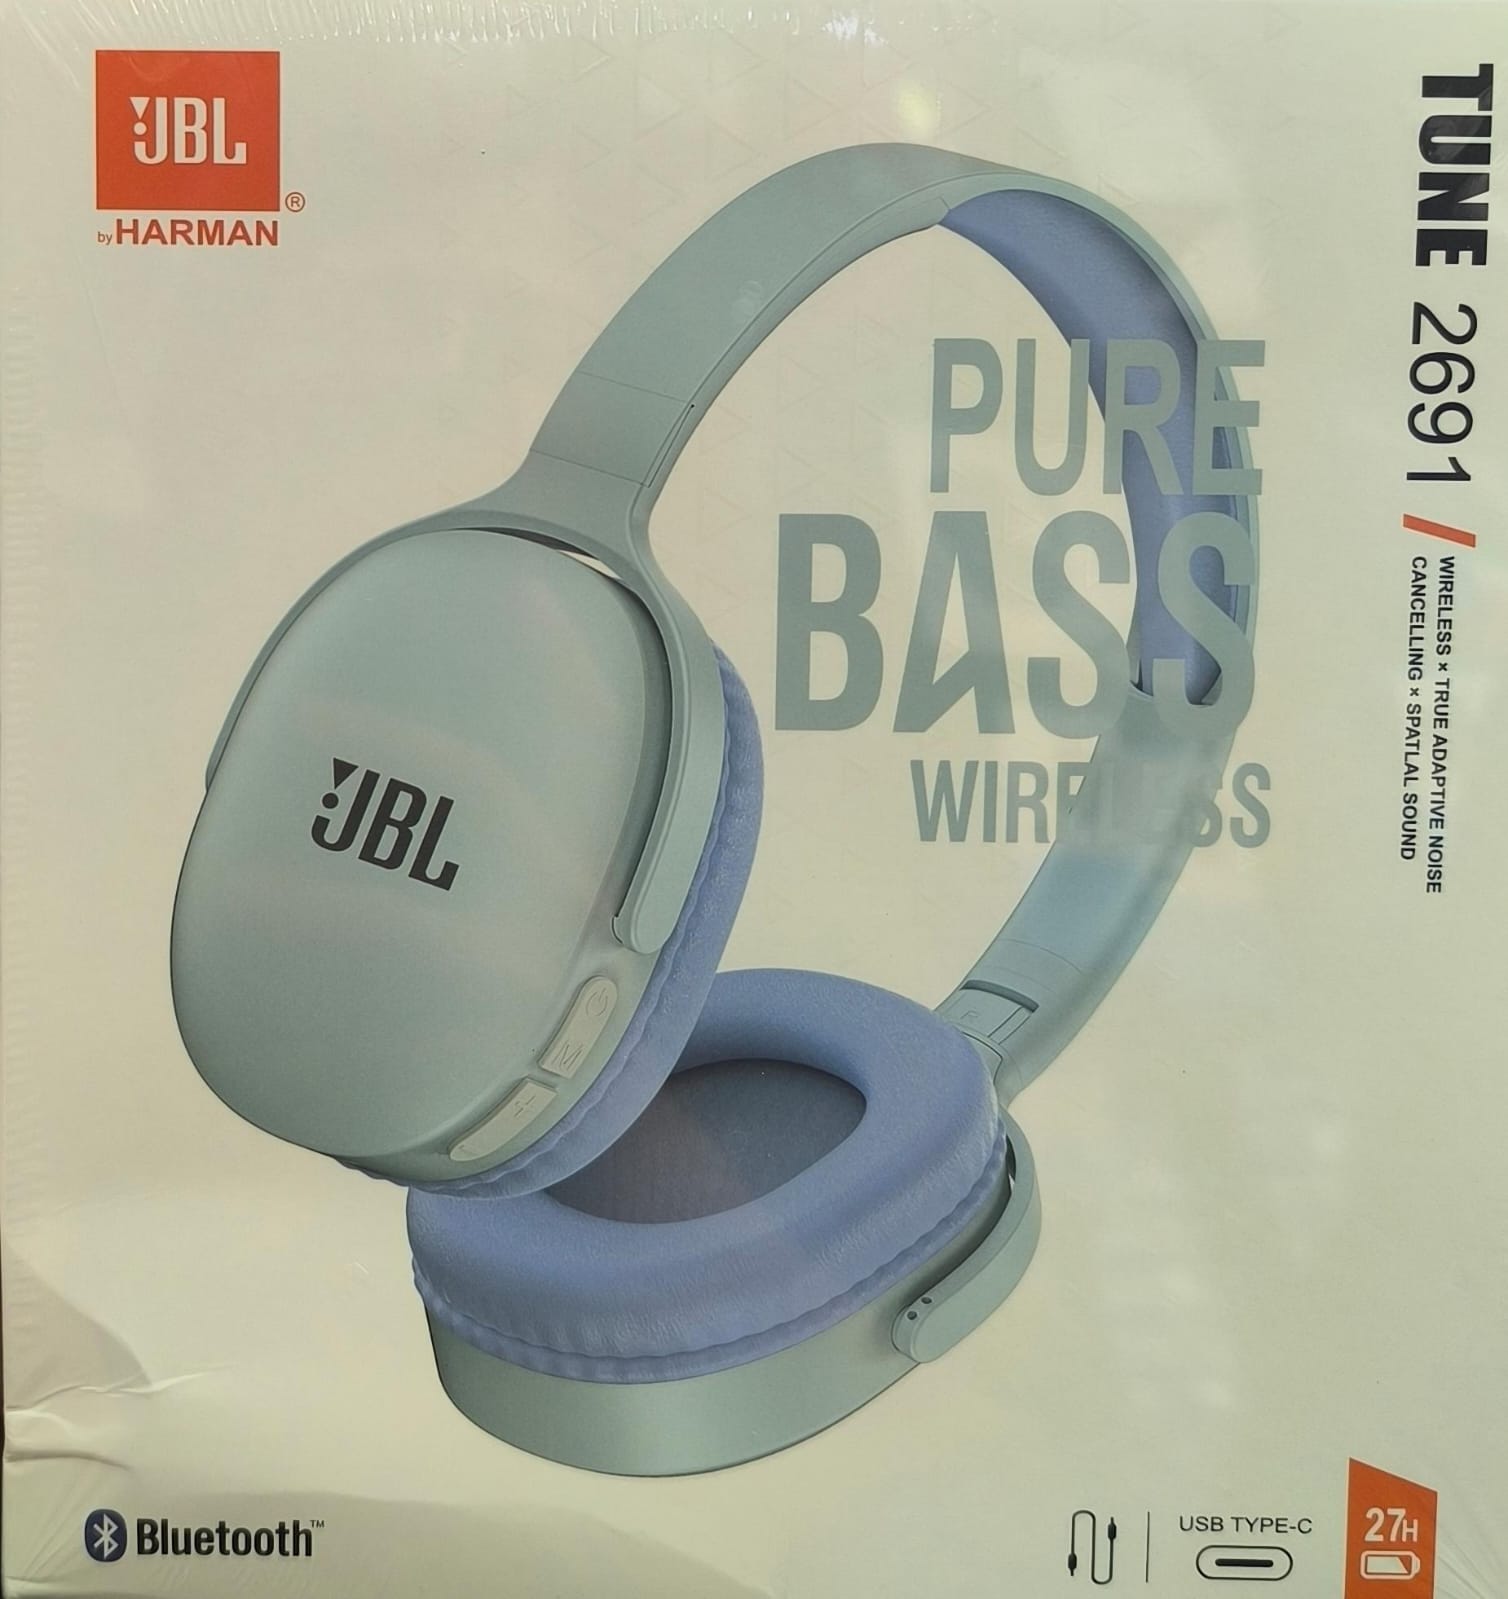 JBL
®
by HARMAN
TUNE 2691 /
WIRELESS × TRUE ADAPTIVE NOISE
CANCELLING × SPATLAL SOUND
PURE
BASS
WIRELESS
JBL
M
+
R
Bluetooth™
USB TYPE-C
27H